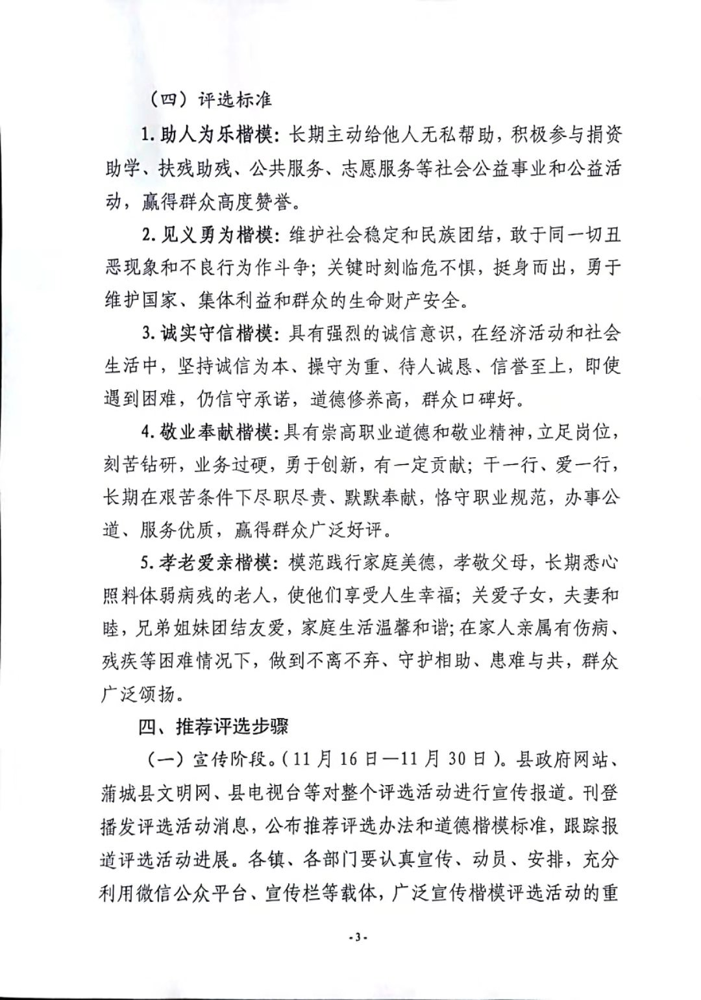 （四）评选标准
1.助人为乐楷模：长期主动给他人无私帮助，积极参与捐资
助学、扶残助残、公共服务、志愿服务等社会公益事业和公益活
动，赢得群众高度赞誉。
2.见义勇为楷模：维护社会稳定和民族团结，敢于同一切丑
恶现象和不良行为作斗争；关键时刻临危不惧，挺身而出，勇于
维护国家、集体利益和群众的生命财产安全。
3.诚实守信楷模：具有强烈的诚信意识，在经济活动和社会
生活中，坚持诚信为本、操守为重、待人诚恳、信誉至上，即使
遇到困难，仍信守承诺，道德修养高，群众口碑好。
4.敬业奉献楷模：具有崇高职业道德和敬业精神，立足岗位，
刻苦钻研，业务过硬，勇于创新，有一定贡献；干一行、爱一行，
长期在艰苦条件下尽职尽责、默默奉献，恪守职业规范，办事公
道、服务优质，赢得群众广泛好评。
5.孝老爱亲楷模：模范践行家庭美德，孝敬父母，长期悉心
照料体弱病残的老人，使他们享受人生幸福；关爱子女，夫妻和
睦，兄弟姐妹团结友爱，家庭生活温馨和谐；在家人亲属有伤病、
残疾等困难情况下，做到不离不弃、守护相助、患难与共，群众
广泛颂扬。
四、推荐评选步骤
（一）宣传阶段。（11月16日—11月30日）。县政府网站、
蒲城县文明网、县电视台等对整个评选活动进行宣传报道。刊登
播发评选活动消息，公布推荐评选办法和道德楷模标准，跟踪报
道评选活动进展。各镇、各部门要认真宣传、动员、安排，充分
利用微信公众平台、宣传栏等载体，广泛宣传楷模评选活动的重
-3-